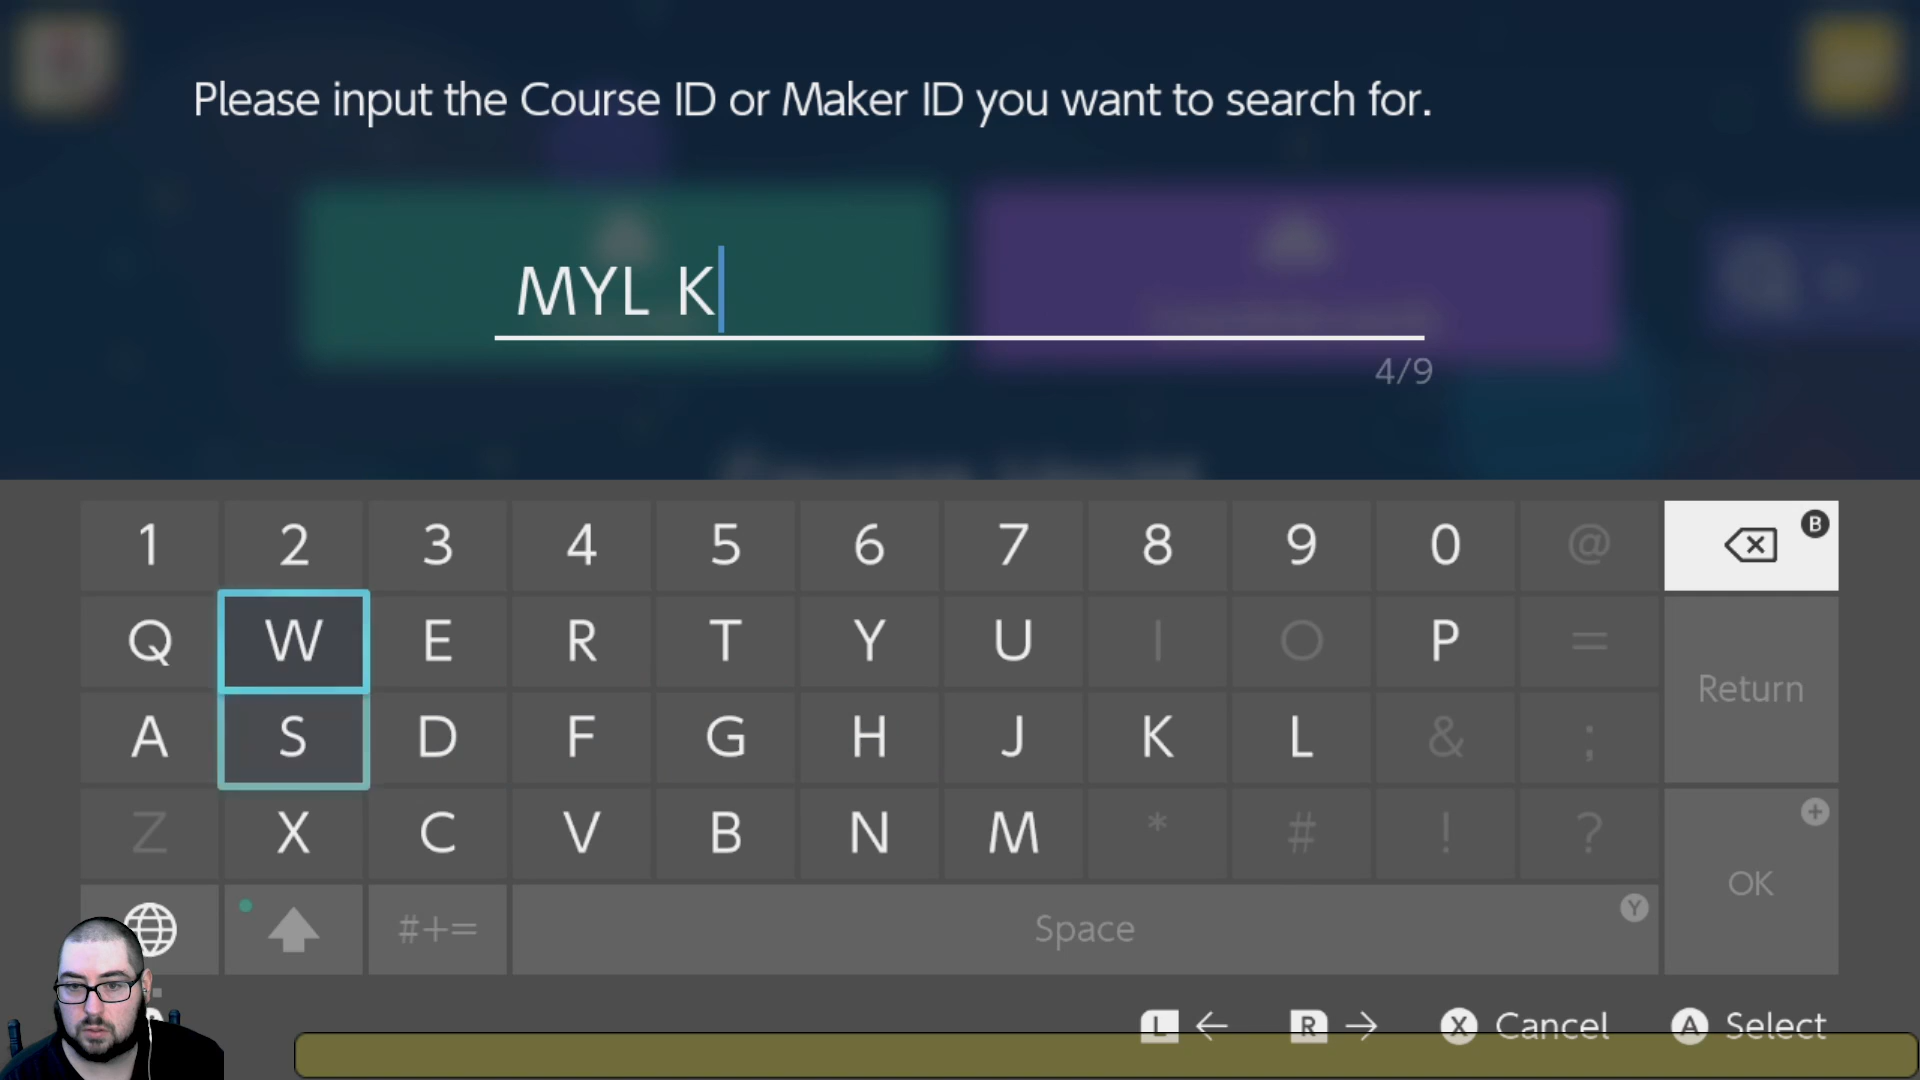 Please input the Course ID or Maker ID you want to search for.
MYL K
4/9
1 2 3 4 5 6 7 8 9 0 @ B
Q W E R T Y U I O P =
Return
A S D F G H J K L & ;
Z X C V B N M * # ! ? +
OK
#+= Space Y
L ← R → X Cancel A Select